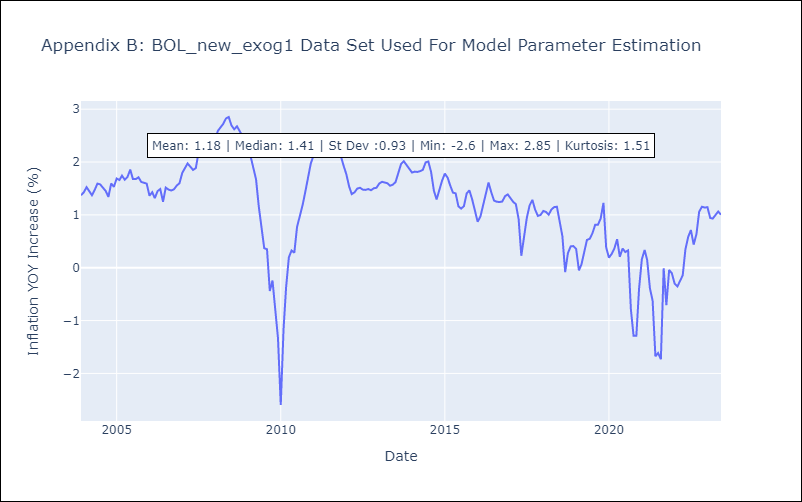 Appendix B: BOL_new_exog1 Data Set Used For Model Parameter Estimation
Mean: 1.18 | Median: 1.41 | St Dev :0.93 | Min: -2.6 | Max: 2.85 | Kurtosis: 1.51
Inflation YOY Increase (%)
3
2
1
0
−1
−2
2005
2010
2015
2020
Date